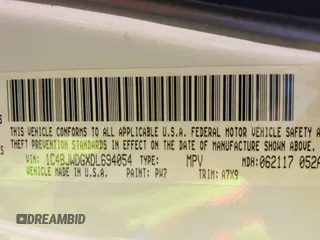 THIS VEHICLE CONFORMS TO ALL APPLICABLE U.S.A. FEDERAL MOTOR VEHICLE SAFETY A
THEFT PREVENTION STANDARDS IN EFFECT ON THE DATE OF MANUFACTURE SHOWN ABOVE.
VIN: 1C4BJWDGXDL694054 TYPE: MPV MDH: 062117 052A
VEHICLE MADE IN U.S.A. PAINT: PW7 TRIM: A7X9
DREAMBID